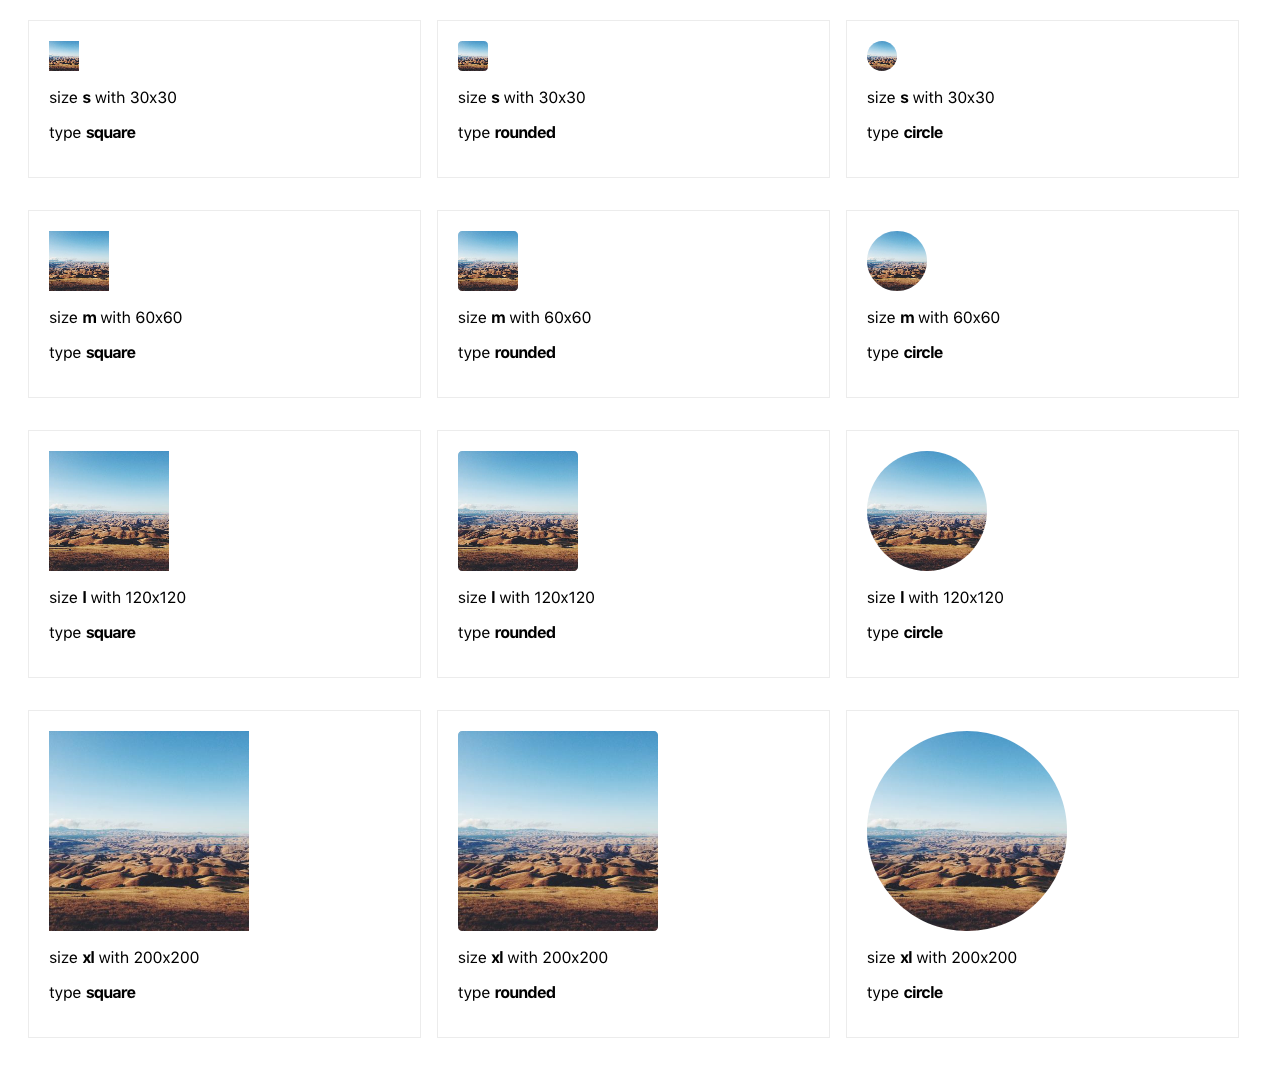 size s with 30x30
type square
size s with 30x30
type rounded
size s with 30x30
type circle
size m with 60x60
type square
size m with 60x60
type rounded
size m with 60x60
type circle
size l with 120x120
type square
size l with 120x120
type rounded
size l with 120x120
type circle
size xl with 200x200
type square
size xl with 200x200
type rounded
size xl with 200x200
type circle